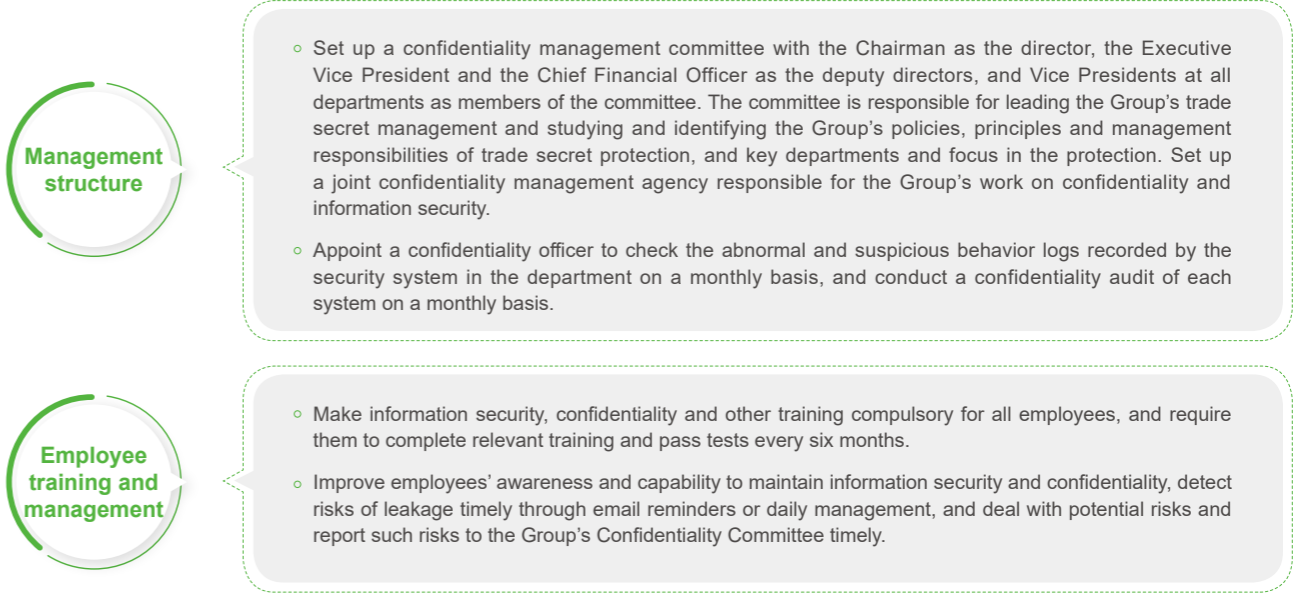 Management
structure
Set up a confidentiality management committee with the Chairman as the director, the Executive
Vice President and the Chief Financial Officer as the deputy directors, and Vice Presidents at all
departments as members of the committee. The committee is responsible for leading the Group's trade
secret management and studying and identifying the Group's policies, principles and management
responsibilities of trade secret protection, and key departments and focus in the protection. Set up
a joint confidentiality management agency responsible for the Group's work on confidentiality and
information security.
Appoint a confidentiality officer to check the abnormal and suspicious behavior logs recorded by the
security system in the department on a monthly basis, and conduct a confidentiality audit of each
system on a monthly basis.
Employee
training and
management
Make information security, confidentiality and other training compulsory for all employees, and require
them to complete relevant training and pass tests every six months.
Improve employees' awareness and capability to maintain information security and confidentiality, detect
risks of leakage timely through email reminders or daily management, and deal with potential risks and
report such risks to the Group's Confidentiality Committee timely.